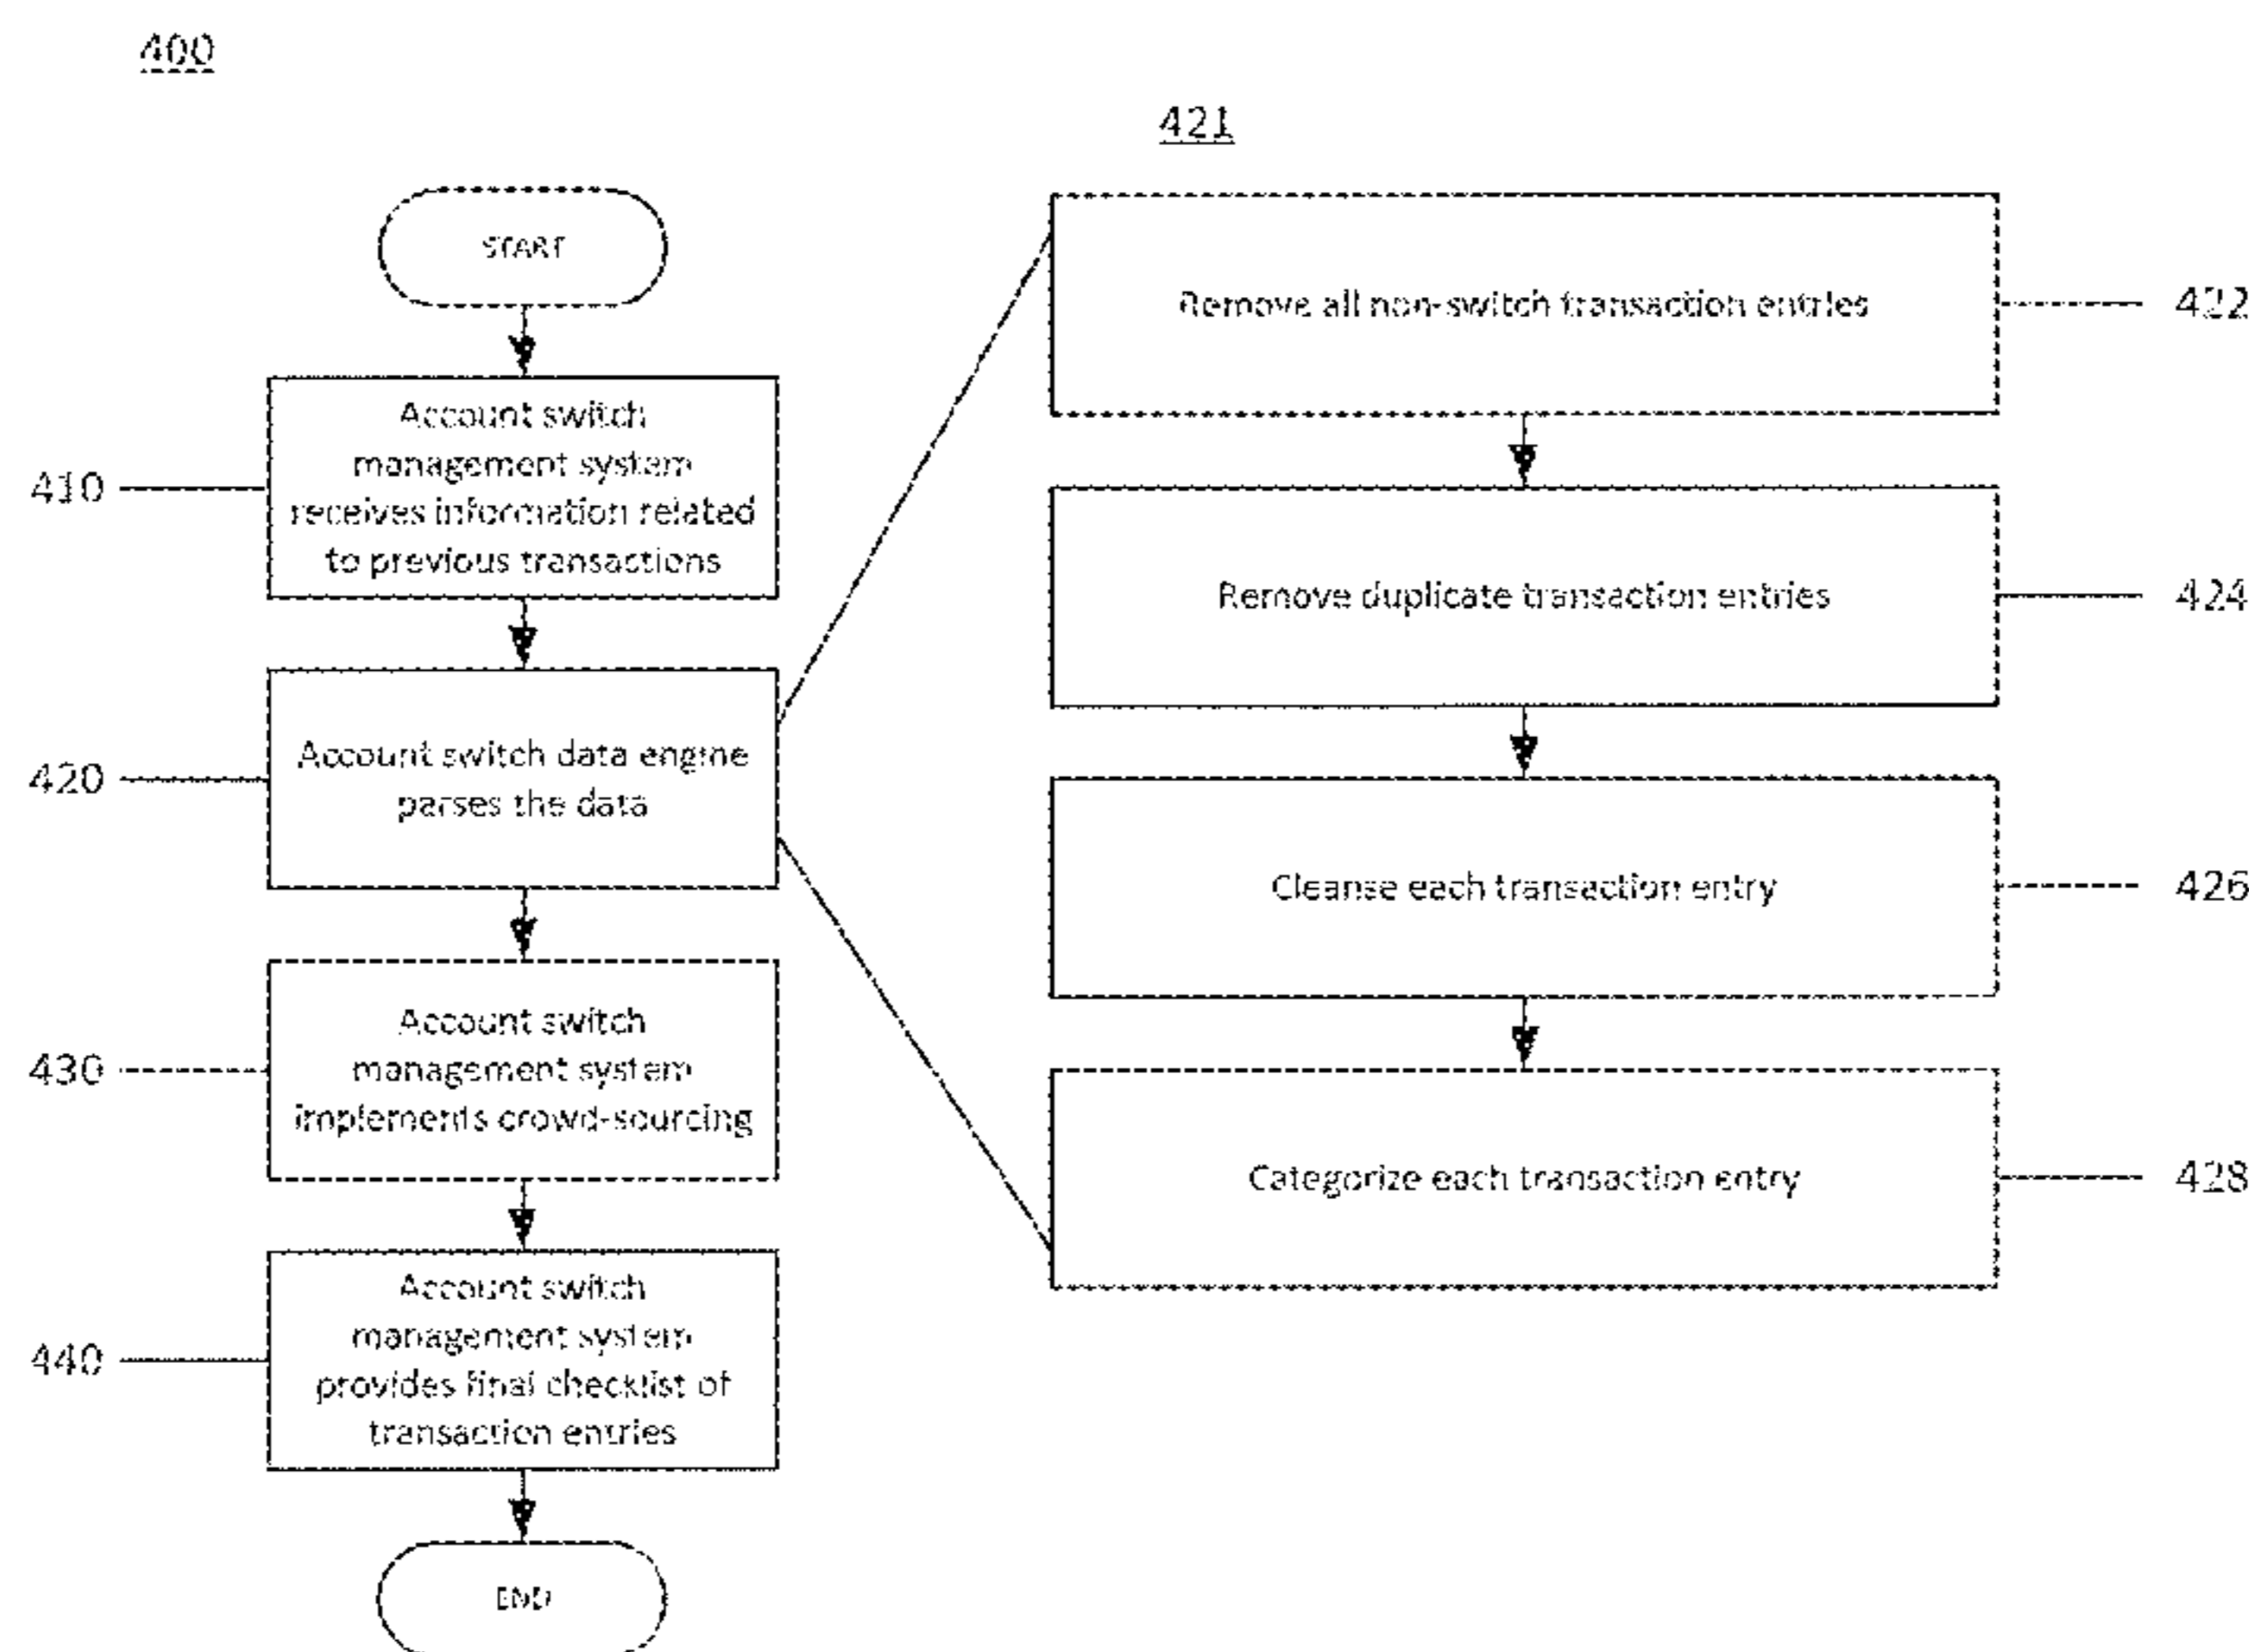 400
421
START
410
Account switch
management system
receives information related
to previous transactions
420
Account switch data engine
parses the data
430
Account switch
management system
implements crowd-sourcing
440
Account switch
management system
provides final checklist of
transaction entries
END
Remove all non-switch transaction entries
422
Remove duplicate transaction entries
424
Cleanse each transaction entry
426
Categorize each transaction entry
428